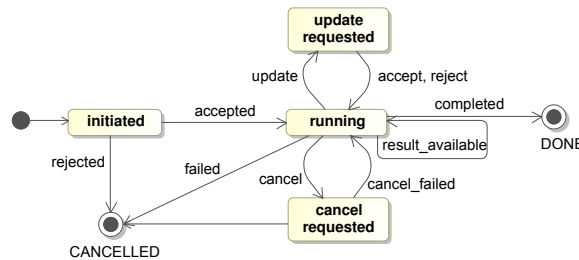 update
requested
update
accept, reject
initiated
accepted
running
completed
result_available
DONE
rejected
failed
cancel
cancel_failed
cancel
requested
CANCELLED